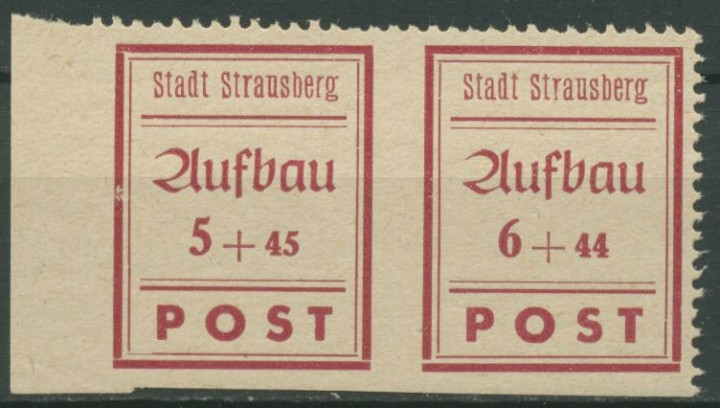 Stadt Strausberg
Aufbau
5 + 45
POST
Stadt Strausberg
Aufbau
6 + 44
POST